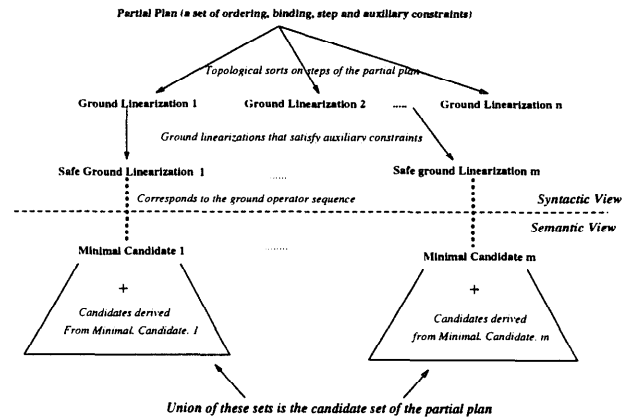 Partial Plan (a set of ordering, binding, step and auxiliary constraints)
Topological sorts on steps of the partial plan
Ground Linearization 1 Ground Linearization 2 ..... Ground Linearization n
Ground linearizations that satisfy auxiliary constraints
Safe Ground Linearization 1 ...... Safe ground Linearization m
Corresponds to the ground operator sequence
Syntactic View
Semantic View
Minimal Candidate 1 ........ Minimal Candidate m
+ +
Candidates derived Candidates derived
From Minimal. Candidate. 1 from Minimal. Candidate. m
Union of these sets is the candidate set of the partial plan